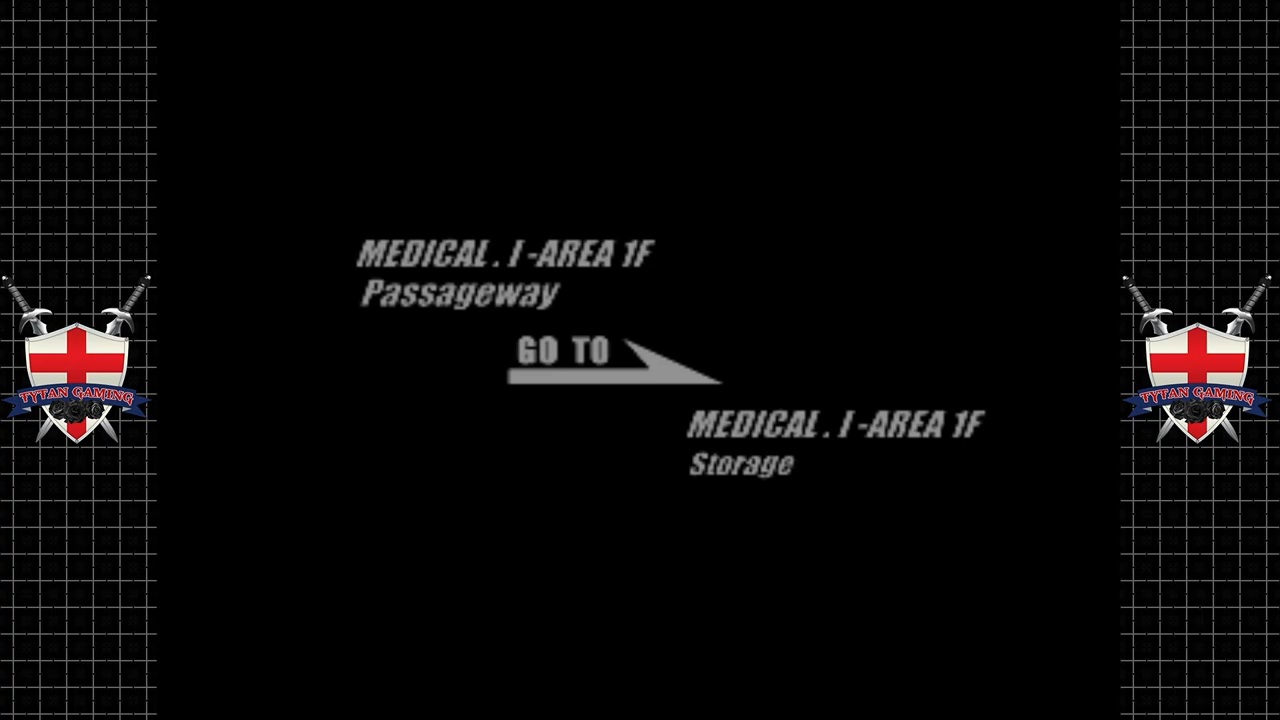 MEDICAL . I -AREA 1F
Passageway
GO TO
MEDICAL . I -AREA 1F
Storage
TYTAN GAMING
TYTAN GAMING